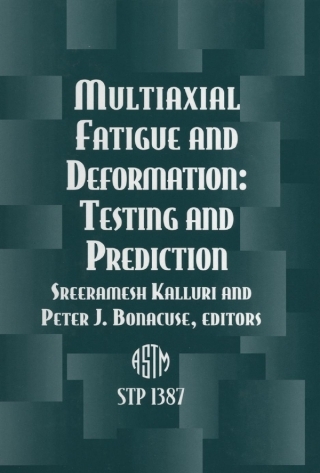 MULTIAXIAL
FATIGUE AND
DEFORMATION:
TESTING AND
PREDICTION
SREERAMESH KALLURI AND
PETER J. BONACUSE, EDITORS
ASTM
STP 1387